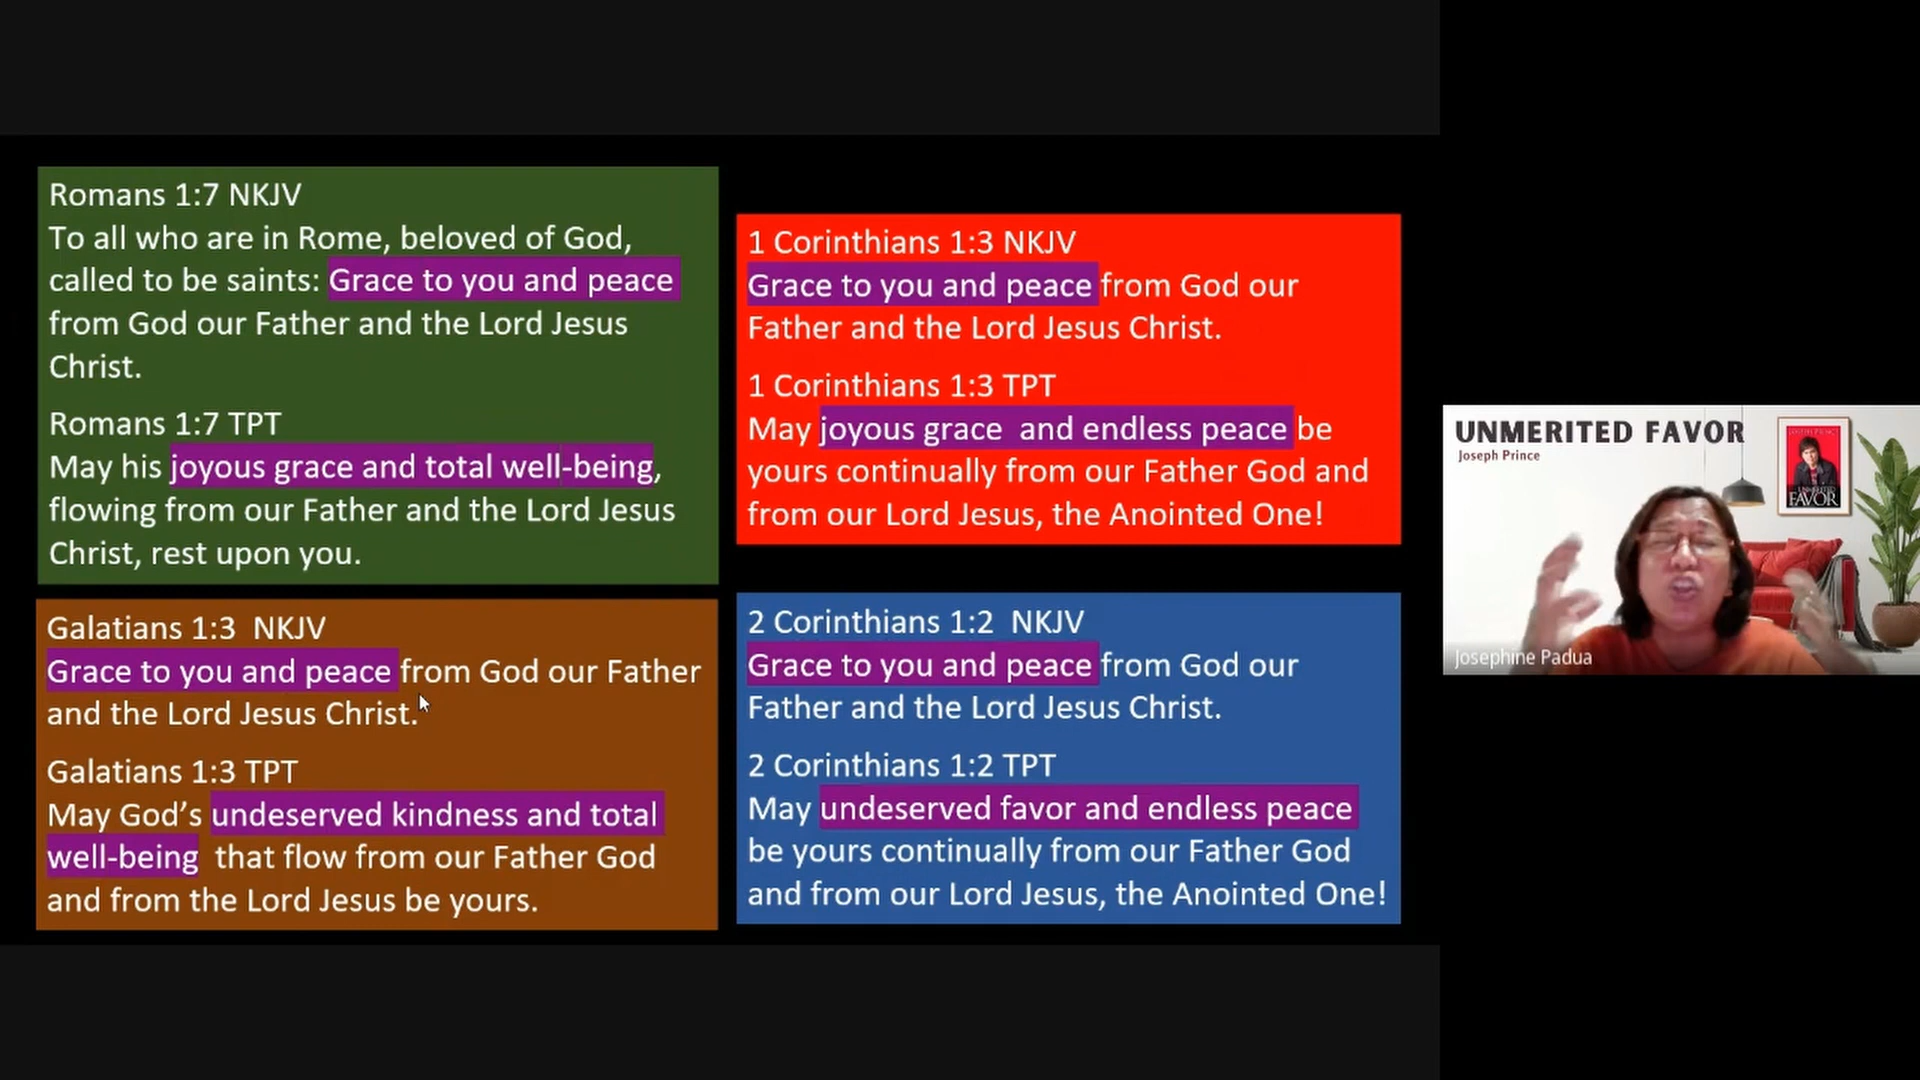 Romans 1:7 NKJV
To all who are in Rome, beloved of God,
called to be saints: Grace to you and peace
from God our Father and the Lord Jesus
Christ.
Romans 1:7 TPT
May his joyous grace and total well-being,
flowing from our Father and the Lord Jesus
Christ, rest upon you.
1 Corinthians 1:3 NKJV
Grace to you and peace from God our
Father and the Lord Jesus Christ.
1 Corinthians 1:3 TPT
May joyous grace  and endless peace be
yours continually from our Father God and
from our Lord Jesus, the Anointed One!
Galatians 1:3  NKJV
Grace to you and peace from God our Father
and the Lord Jesus Christ.
Galatians 1:3 TPT
May God’s undeserved kindness and total
well-being  that flow from our Father God
and from the Lord Jesus be yours.
2 Corinthians 1:2  NKJV
Grace to you and peace from God our
Father and the Lord Jesus Christ.
2 Corinthians 1:2 TPT
May undeserved favor and endless peace
be yours continually from our Father God
and from our Lord Jesus, the Anointed One!
UNMERITED FAVOR
Joseph Prince
JOSEPH PRINCE
UNMERITED
FAVOR
Josephine Padua